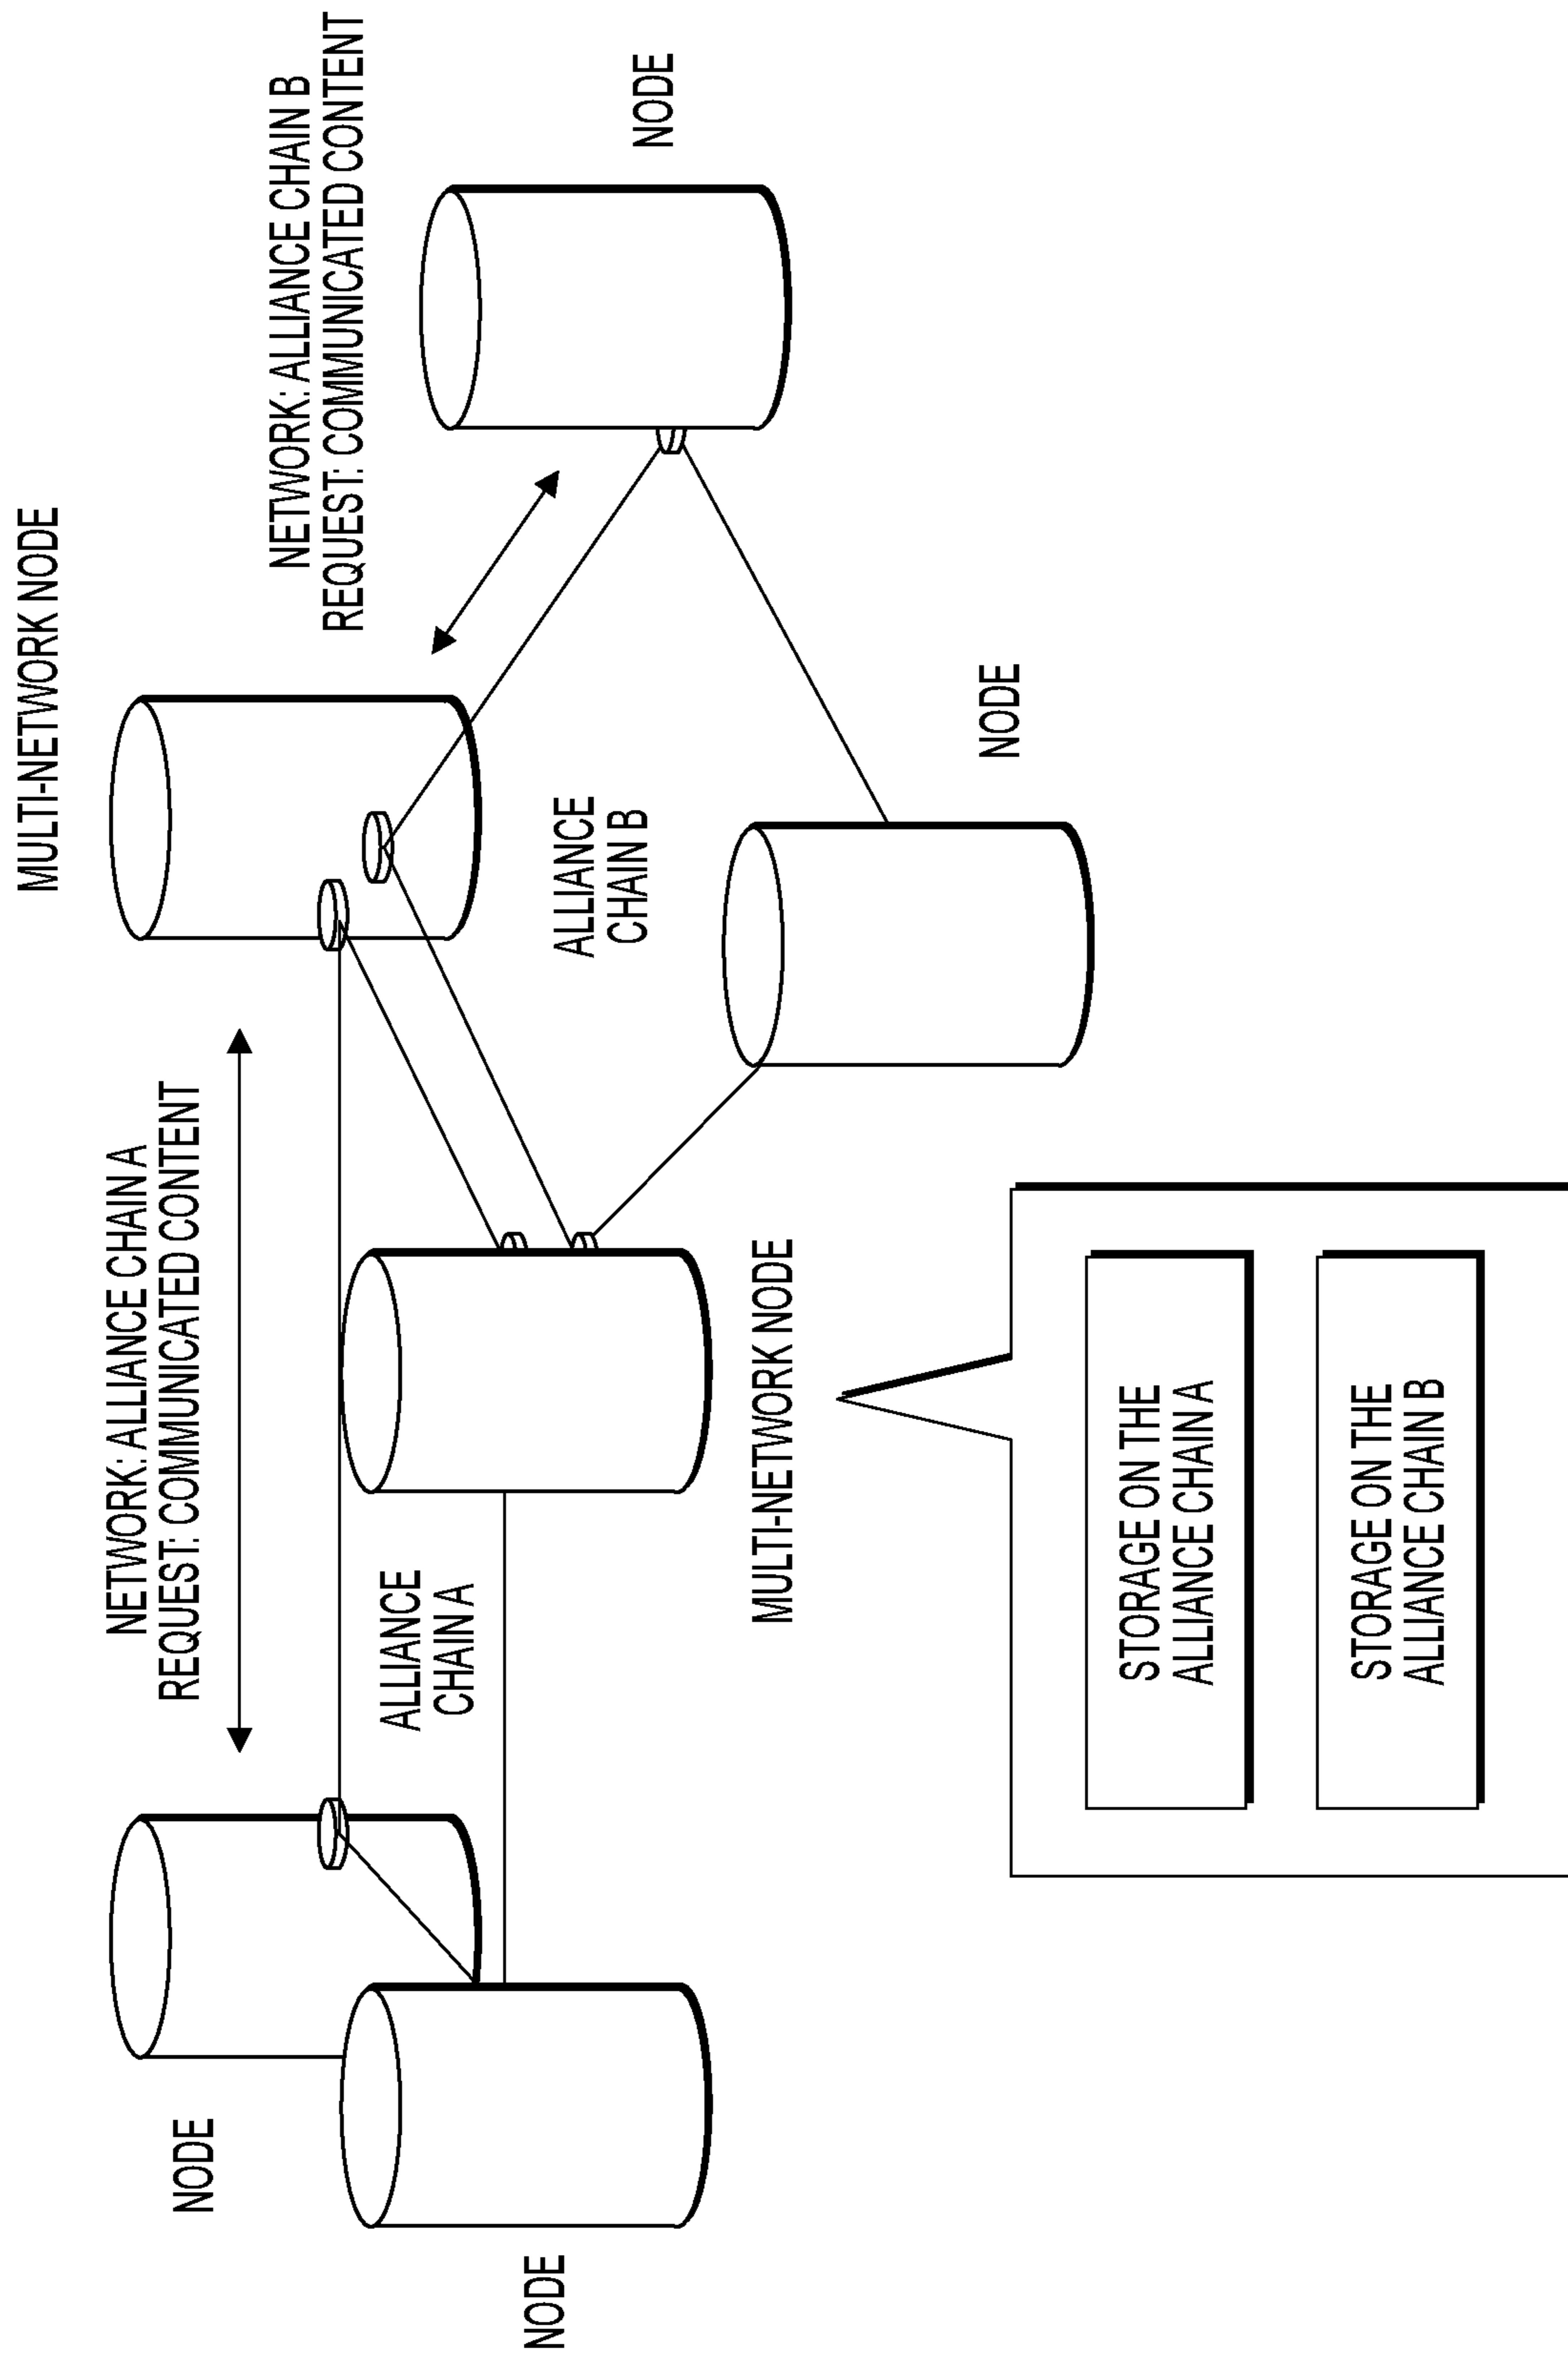 MULTI-NETWORK NODE
NETWORK: ALLIANCE CHAIN A
REQUEST: COMMUNICATED CONTENT
NETWORK: ALLIANCE CHAIN B
REQUEST: COMMUNICATED CONTENT
NODE
NODE
ALLIANCE
CHAIN A
ALLIANCE
CHAIN B
NODE
NODE
MULTI-NETWORK NODE
STORAGE ON THE
ALLIANCE CHAIN A
STORAGE ON THE
ALLIANCE CHAIN B